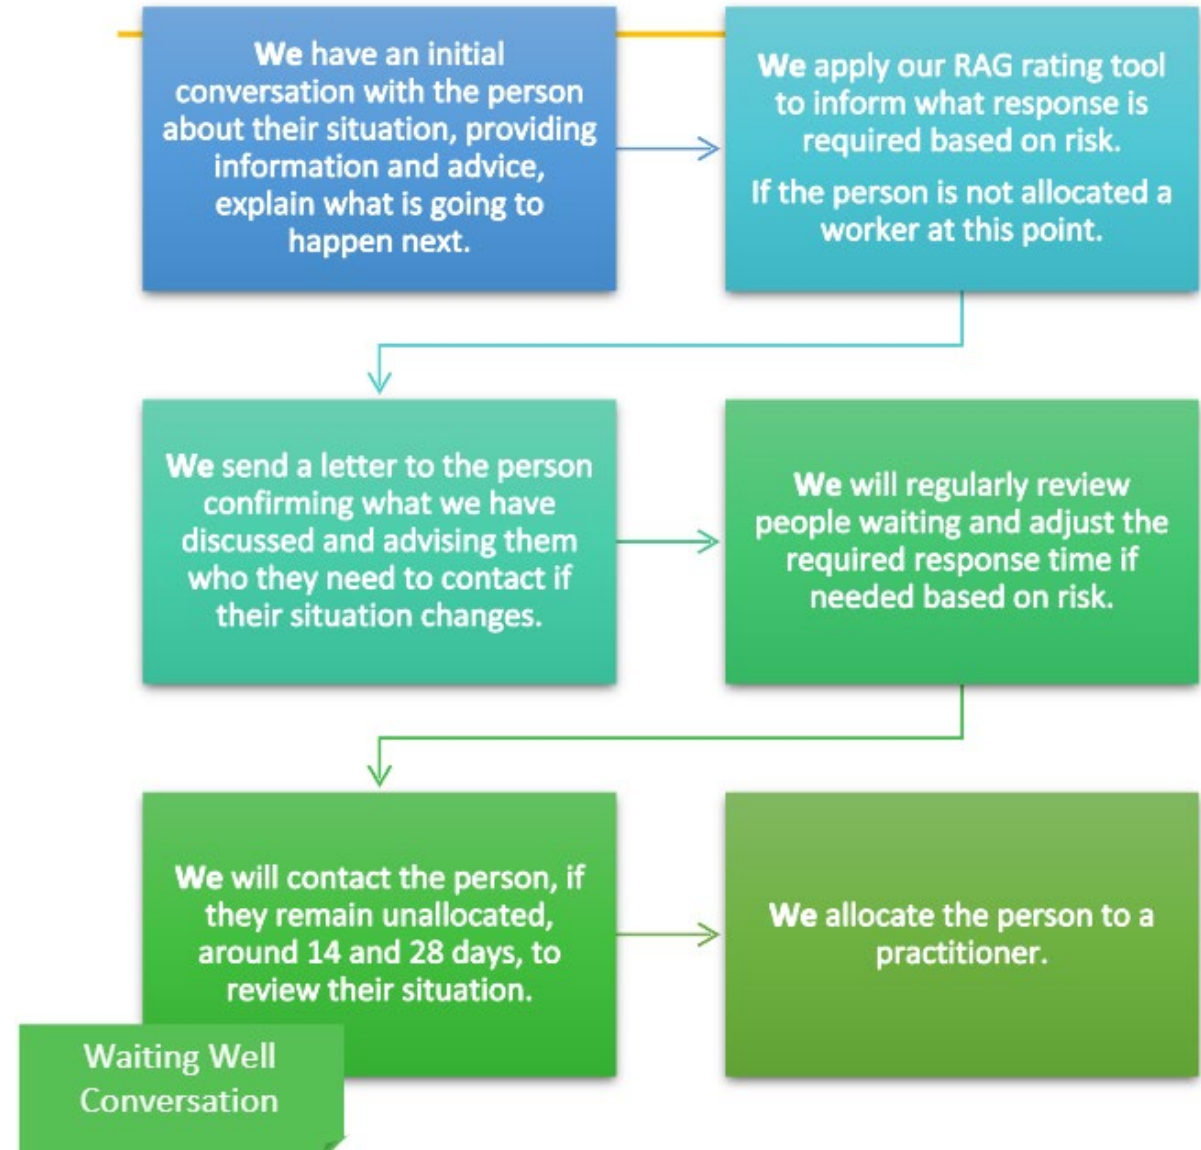 We have an initial
conversation with the person
about their situation, providing
information and advice,
explain what is going to
happen next.
We apply our RAG rating tool
to inform what response is
required based on risk.
If the person is not allocated a
worker at this point.
We send a letter to the person
confirming what we have
discussed and advising them
who they need to contact if
their situation changes.
We will regularly review
people waiting and adjust the
required response time if
needed based on risk.
We will contact the person, if
they remain unallocated,
around 14 and 28 days, to
review their situation.
We allocate the person to a
practitioner.
Waiting Well
Conversation